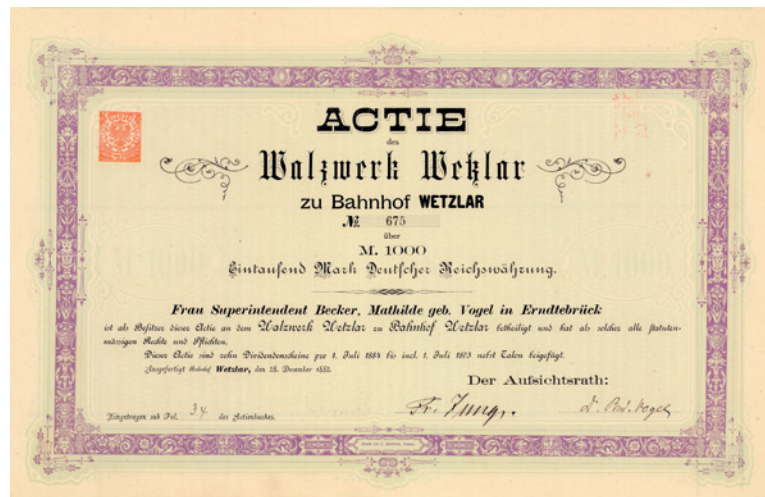 ACTIE
des
Walzwerk Wetzlar
zu Bahnhof WETZLAR
№ 675
über
M. 1000
Eintausend Mark Deutscher Reichswährung.
Frau Superintendent Becker, Mathilde geb. Vogel in Erndtebrück
ist als Besitzer dieser Actie an dem Walzwerk Wetzlar zu Bahnhof Wetzlar betheiligt und hat als solcher alle statuten-
mässigen Rechte und Pflichten.
Dieser Actie sind zehn Dividendenscheine pro 1. Juli 1884 bis incl. 1. Juli 1893 nebst Talon beigefügt.
Ausgefertigt Bahnhof Wetzlar, den 18. Dezember
Der Aufsichtsrath:
Eingetragen sub Fol. 34 des Actienbuches.
Fr. Jung. Vogel